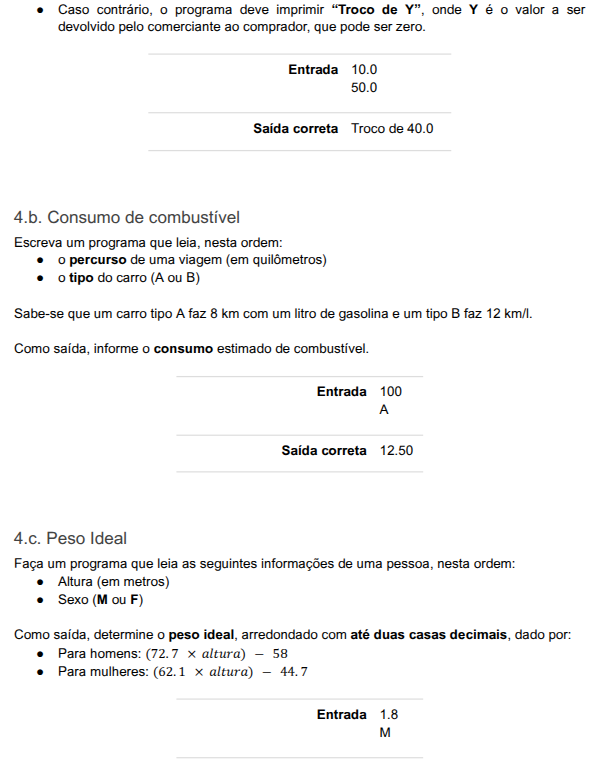 ● Caso contrário, o programa deve imprimir “Troco de Y”, onde Y é o valor a ser
devolvido pelo comerciante ao comprador, que pode ser zero.
Entrada 10.0
50.0
Saída correta Troco de 40.0
4.b. Consumo de combustível
Escreva um programa que leia, nesta ordem:
● o percurso de uma viagem (em quilômetros)
● o tipo do carro (A ou B)
Sabe-se que um carro tipo A faz 8 km com um litro de gasolina e um tipo B faz 12 km/l.
Como saída, informe o consumo estimado de combustível.
Entrada 100
A
Saída correta 12.50
4.c. Peso Ideal
Faça um programa que leia as seguintes informações de uma pessoa, nesta ordem:
● Altura (em metros)
● Sexo (M ou F)
Como saída, determine o peso ideal, arredondado com até duas casas decimais, dado por:
● Para homens: (72.7 × altura) − 58
● Para mulheres: (62.1 × altura) − 44.7
Entrada 1.8
M